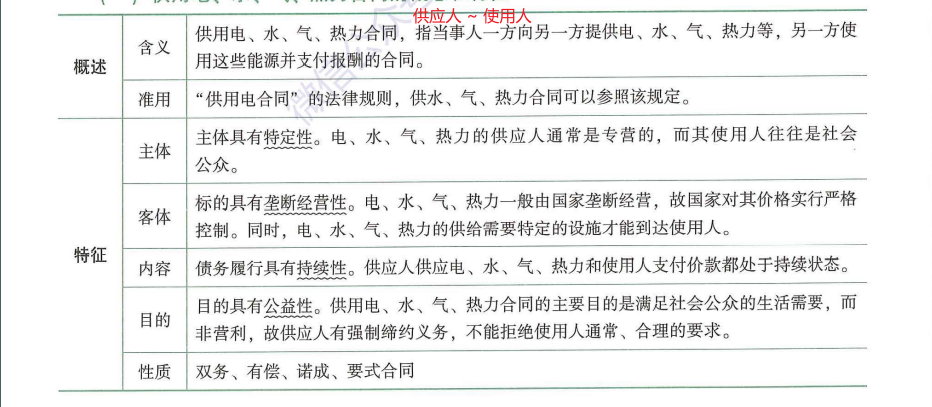 供应人 ~ 使用人
概述
含义
供用电、水、气、热力合同，指当事人一方向另一方提供电、水、气、热力等，另一方使
用这些能源并支付报酬的合同。
准用
“供用电合同”的法律规则，供水、气、热力合同可以参照该规定。
特征
主体
主体具有特定性。电、水、气、热力的供应人通常是专营的，而其使用人往往是社会
公众。
客体
标的具有垄断经营性。电、水、气、热力一般由国家垄断经营，故国家对其价格实行严格
控制。同时，电、水、气、热力的供给需要特定的设施才能到达使用人。
内容
债务履行具有持续性。供应人供应电、水、气、热力和使用人支付价款都处于持续状态。
目的
目的具有公益性。供用电、水、气、热力合同的主要目的是满足社会公众的生活需要，而
非营利，故供应人有强制缔约义务，不能拒绝使用人通常、合理的要求。
性质
双务、有偿、诺成、要式合同